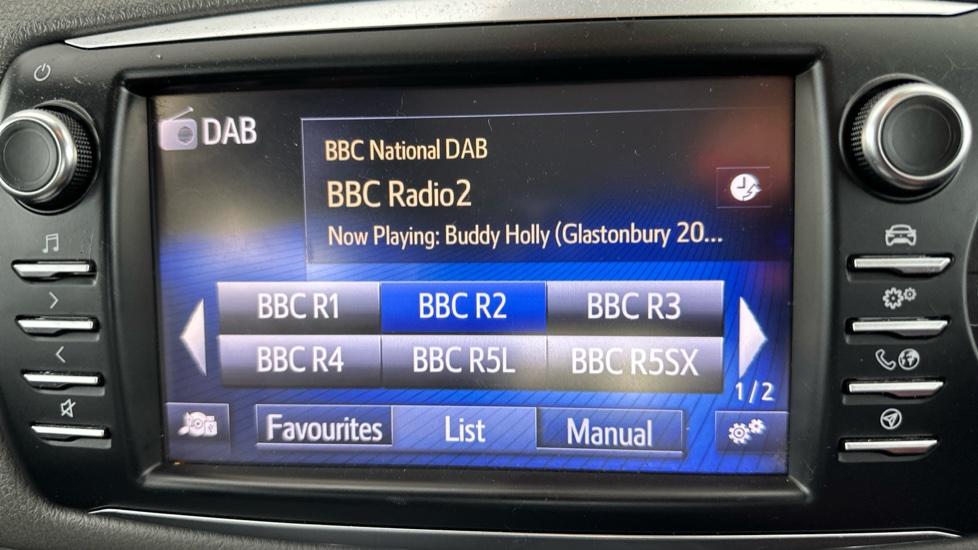 DAB
BBC National DAB
BBC Radio2
Now Playing: Buddy Holly (Glastonbury 20...
BBC R1 BBC R2 BBC R3
BBC R4 BBC R5L BBC R5SX
1/2
Favourites List Manual